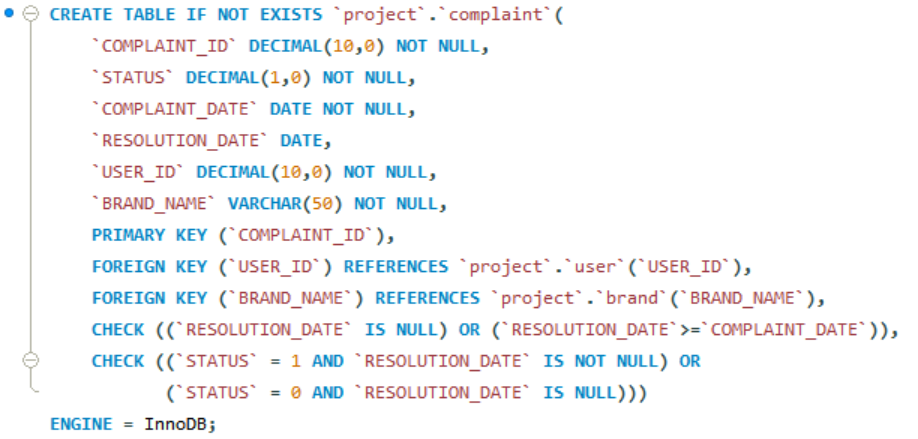 CREATE TABLE IF NOT EXISTS `project`.`complaint`(
`COMPLAINT_ID` DECIMAL(10,0) NOT NULL,
`STATUS` DECIMAL(1,0) NOT NULL,
`COMPLAINT_DATE` DATE NOT NULL,
`RESOLUTION_DATE` DATE,
`USER_ID` DECIMAL(10,0) NOT NULL,
`BRAND_NAME` VARCHAR(50) NOT NULL,
PRIMARY KEY (`COMPLAINT_ID`),
FOREIGN KEY (`USER_ID`) REFERENCES `project`.`user`(`USER_ID`),
FOREIGN KEY (`BRAND_NAME`) REFERENCES `project`.`brand`(`BRAND_NAME`),
CHECK ((`RESOLUTION_DATE` IS NULL) OR (`RESOLUTION_DATE`>=`COMPLAINT_DATE`)),
CHECK ((`STATUS` = 1 AND `RESOLUTION_DATE` IS NOT NULL) OR
(`STATUS` = 0 AND `RESOLUTION_DATE` IS NULL)))
ENGINE = InnoDB;